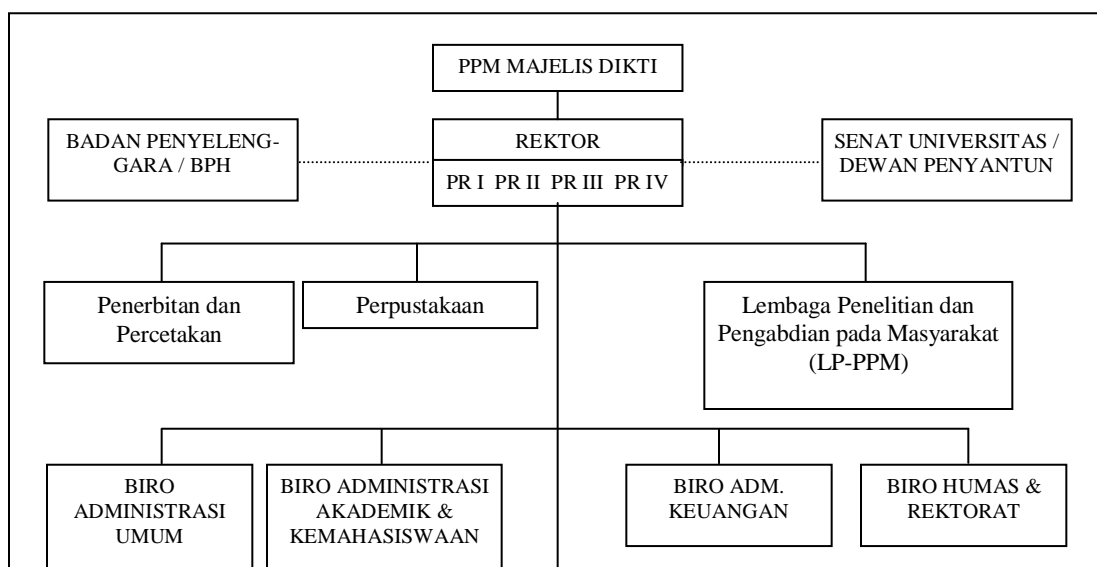 PPM MAJELIS DIKTI
BADAN PENYELENG-
GARA / BPH
REKTOR
PR I PR II PR III PR IV
SENAT UNIVERSITAS /
DEWAN PENYANTUN
Penerbitan dan
Percetakan
Perpustakaan
Lembaga Penelitian dan
Pengabdian pada Masyarakat
(LP-PPM)
BIRO
ADMINISTRASI
UMUM
BIRO ADMINISTRASI
AKADEMIK &
KEMAHASISWAAN
BIRO ADM.
KEUANGAN
BIRO HUMAS &
REKTORAT